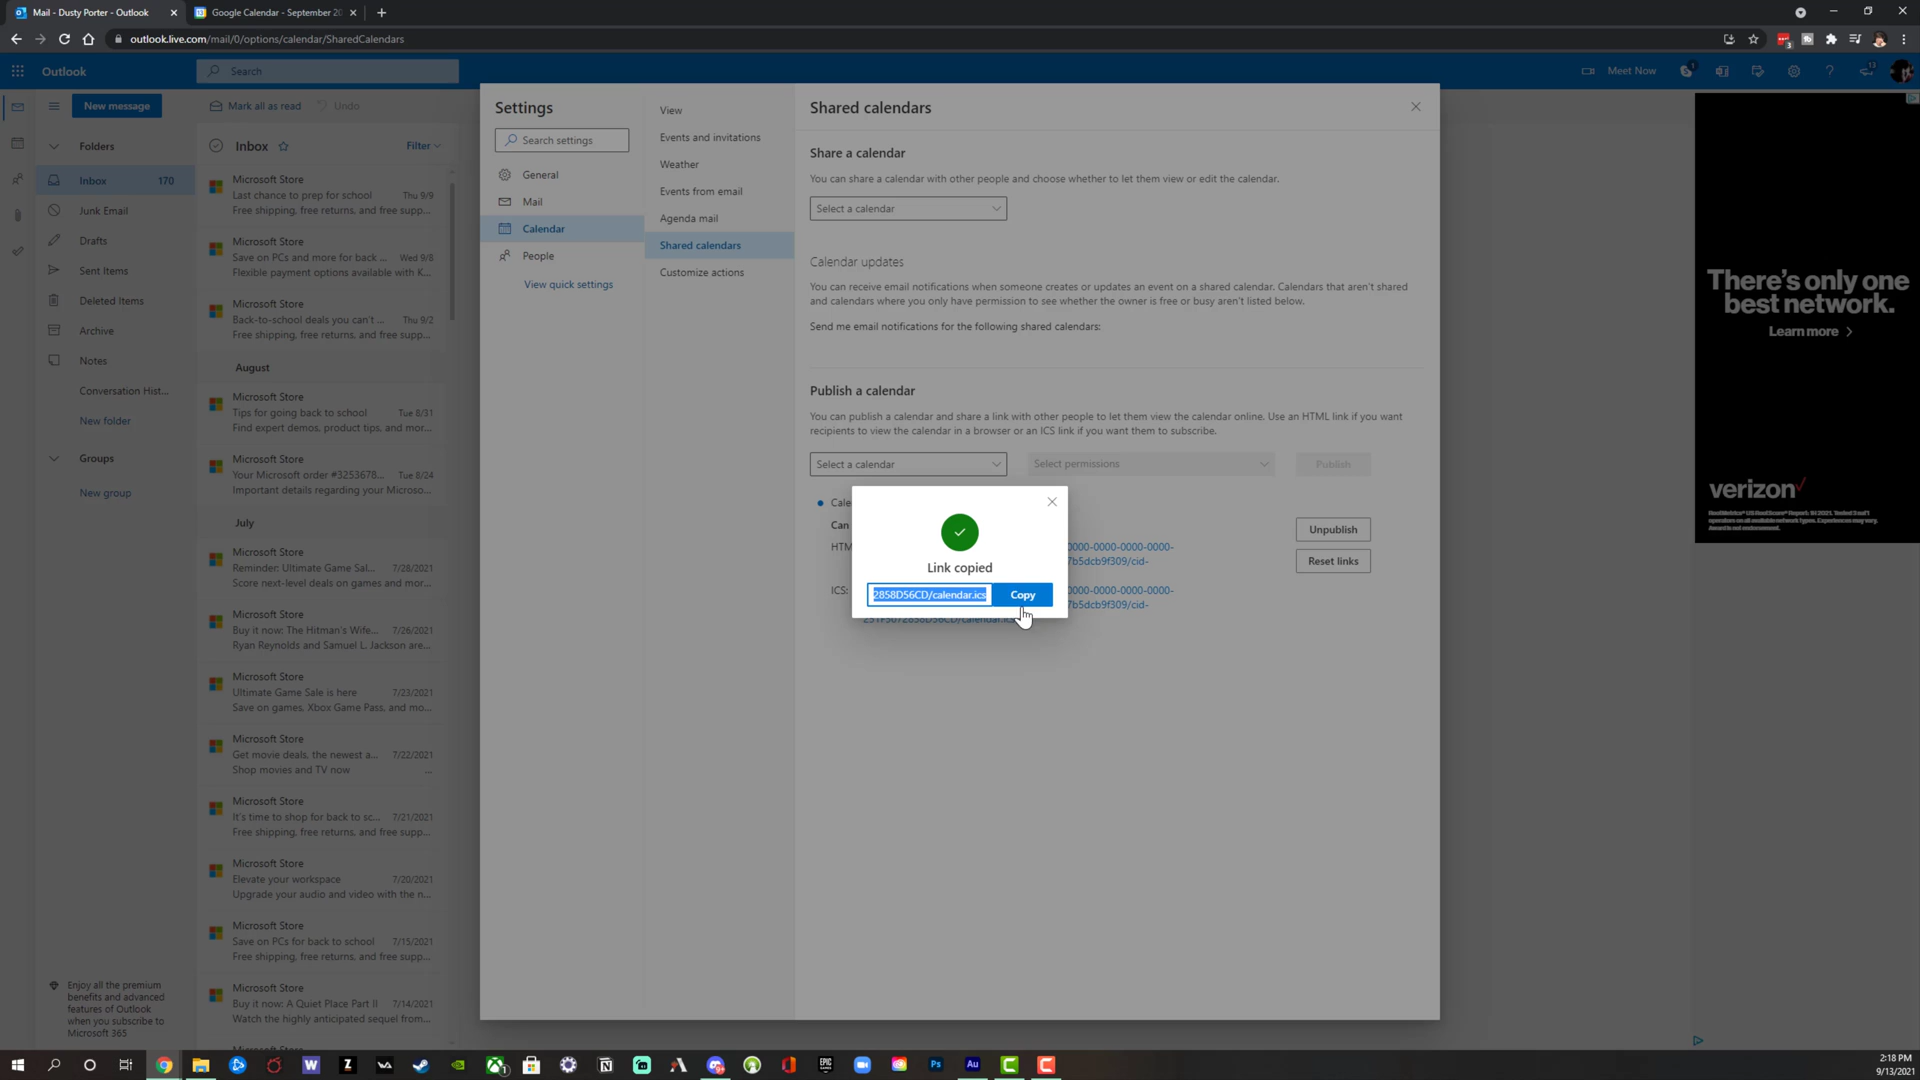 Mail - Dusty Porter - Outlook
Google Calendar - September 20
outlook.live.com/mail/0/options/calendar/SharedCalendars
Outlook
Search
Meet Now
New message
Mark all as read
Undo
Folders
Inbox 170
Junk Email
Drafts
Sent Items
Deleted Items
Archive
Notes
Conversation Hist...
New folder
Groups
New group
Enjoy all the premium
benefits and advanced
features of Outlook
when you subscribe to
Microsoft 365
Inbox
Filter
Microsoft Store
Last chance to prep for school Thu 9/9
Free shipping, free returns, and free supp...
Microsoft Store
Save on PCs and more for back ... Wed 9/8
Flexible payment options available with K...
Microsoft Store
Back-to-school deals you can't ... Thu 9/2
Free shipping, free returns, and free supp...
August
Microsoft Store
Tips for going back to school Tue 8/31
Find expert demos, product tips, and mor...
Microsoft Store
Your Microsoft order #3253678... Tue 8/24
Important details regarding your Microso...
July
Microsoft Store
Reminder: Ultimate Game Sal... 7/28/2021
Score next-level deals on games and mor...
Microsoft Store
Buy it now: The Hitman's Wife... 7/26/2021
Ryan Reynolds and Samuel L. Jackson are...
Microsoft Store
Ultimate Game Sale is here 7/23/2021
Save on games, Xbox Game Pass, and mo...
Microsoft Store
Get movie deals, the newest a... 7/22/2021
Shop movies and TV now ...
Microsoft Store
It's time to shop for back to sc... 7/21/2021
Free shipping, free returns, and free supp...
Microsoft Store
Elevate your workspace 7/20/2021
Upgrade your audio and video with the n...
Microsoft Store
Save on PCs for back to school 7/15/2021
Free shipping, free returns, and free supp...
Microsoft Store
Buy it now: A Quiet Place Part II 7/14/2021
Watch the highly anticipated sequel from...
Settings
Search settings
General
Mail
Calendar
People
View quick settings
View
Events and invitations
Weather
Events from email
Agenda mail
Shared calendars
Customize actions
Shared calendars
Share a calendar
You can share a calendar with other people and choose whether to let them view or edit the calendar.
Select a calendar
Calendar updates
You can receive email notifications when someone creates or updates an event on a shared calendar. Calendars that aren't shared
and calendars where you only have permission to see whether the owner is free or busy aren't listed below.
Send me email notifications for the following shared calendars:
Publish a calendar
You can publish a calendar and share a link with other people to let them view the calendar online. Use an HTML link if you want
recipients to view the calendar in a browser or an ICS link if you want them to subscribe.
Select a calendar
Select permissions
Publish
Cale
Can
HTM
0000-0000-0000-0000-
7b5dcb9f309/cid-
ICS:
0000-0000-0000-0000-
7b5dcb9f309/cid-
Unpublish
Reset links
Link copied
2858D56CD/calendar.ics
Copy
There's only one
best network.
Learn more >
verizon
2:18 PM
9/13/2021